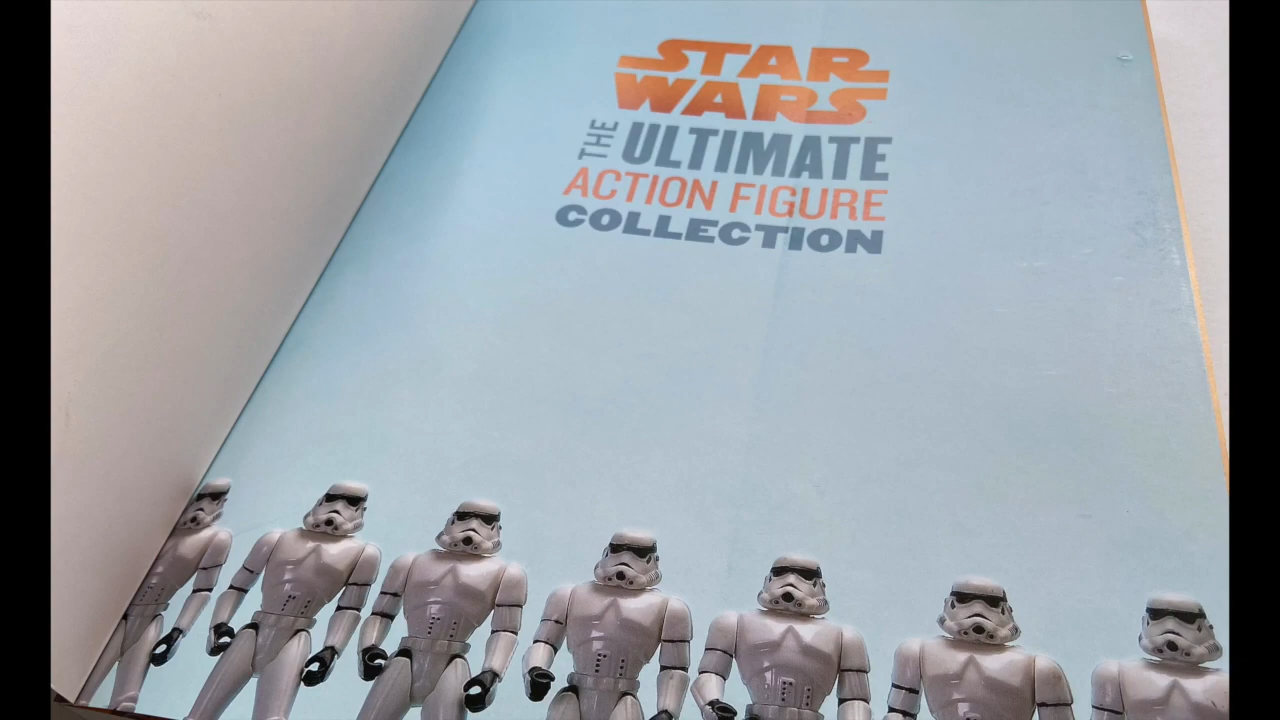 STAR
WARS
THE ULTIMATE
ACTION FIGURE
COLLECTION